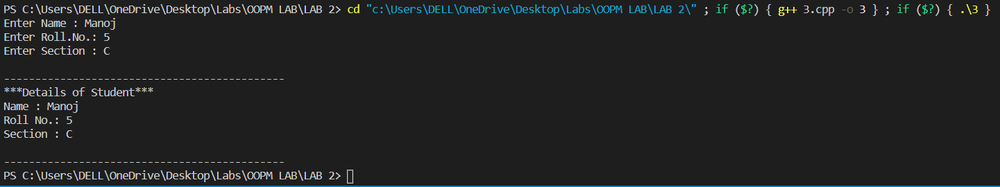 PS C:\Users\DELL\OneDrive\Desktop\Labs\OOPM LAB\LAB 2> cd "c:\Users\DELL\OneDrive\Desktop\Labs\OOPM LAB\LAB 2\" ; if ($?) { g++ 3.cpp -o 3 } ; if ($?) { .\3 }
Enter Name : Manoj
Enter Roll.No.: 5
Enter Section : C
---------------------------------------------
***Details of Student***
Name : Manoj
Roll No.: 5
Section : C
---------------------------------------------
PS C:\Users\DELL\OneDrive\Desktop\Labs\OOPM LAB\LAB 2>